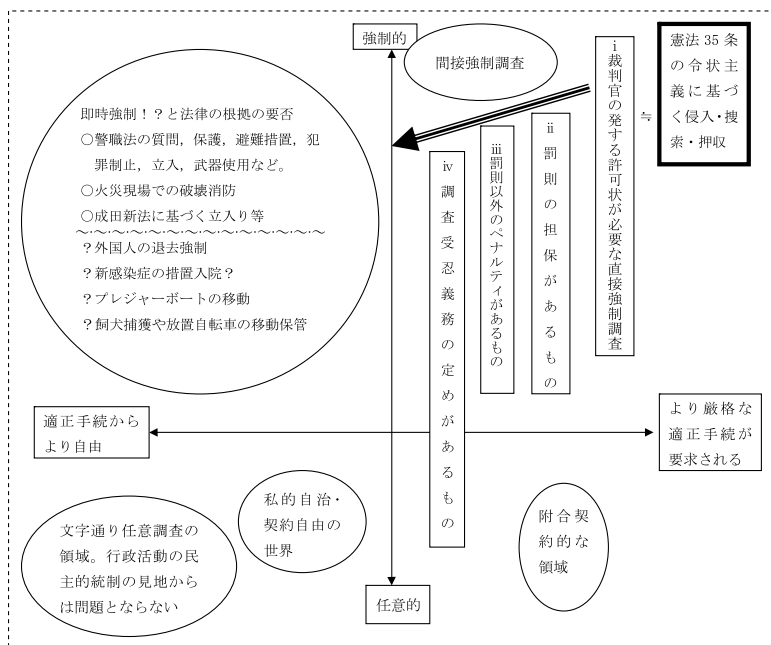 強制的
間接強制調査
ⅰ裁判官の発する許可状が必要な直接強制調査
≒
憲法 35 条
の令状主
義に基づ
く侵入・捜
索・押収
ⅱ罰則の担保があるもの
ⅲ罰則以外のペナルティがあるもの
ⅳ調査受忍義務の定めがあるもの
即時強制！？と法律の根拠の要否
○警職法の質問，保護，避難措置，犯
罪制止，立入，武器使用など。
○火災現場での破壊消防
○成田新法に基づく立入り等
～・～・～・～・～・～・～・～・～・～・～・～
？外国人の退去強制
？新感染症の措置入院？
？プレジャーボートの移動
？飼犬捕獲や放置自転車の移動保管
適正手続から
より自由
より厳格な
適正手続が
要求される
私的自治・
契約自由の
世界
文字通り任意調査の
領域。行政活動の民
主的統制の見地から
は問題とならない
附合契
約的な
領域
任意的